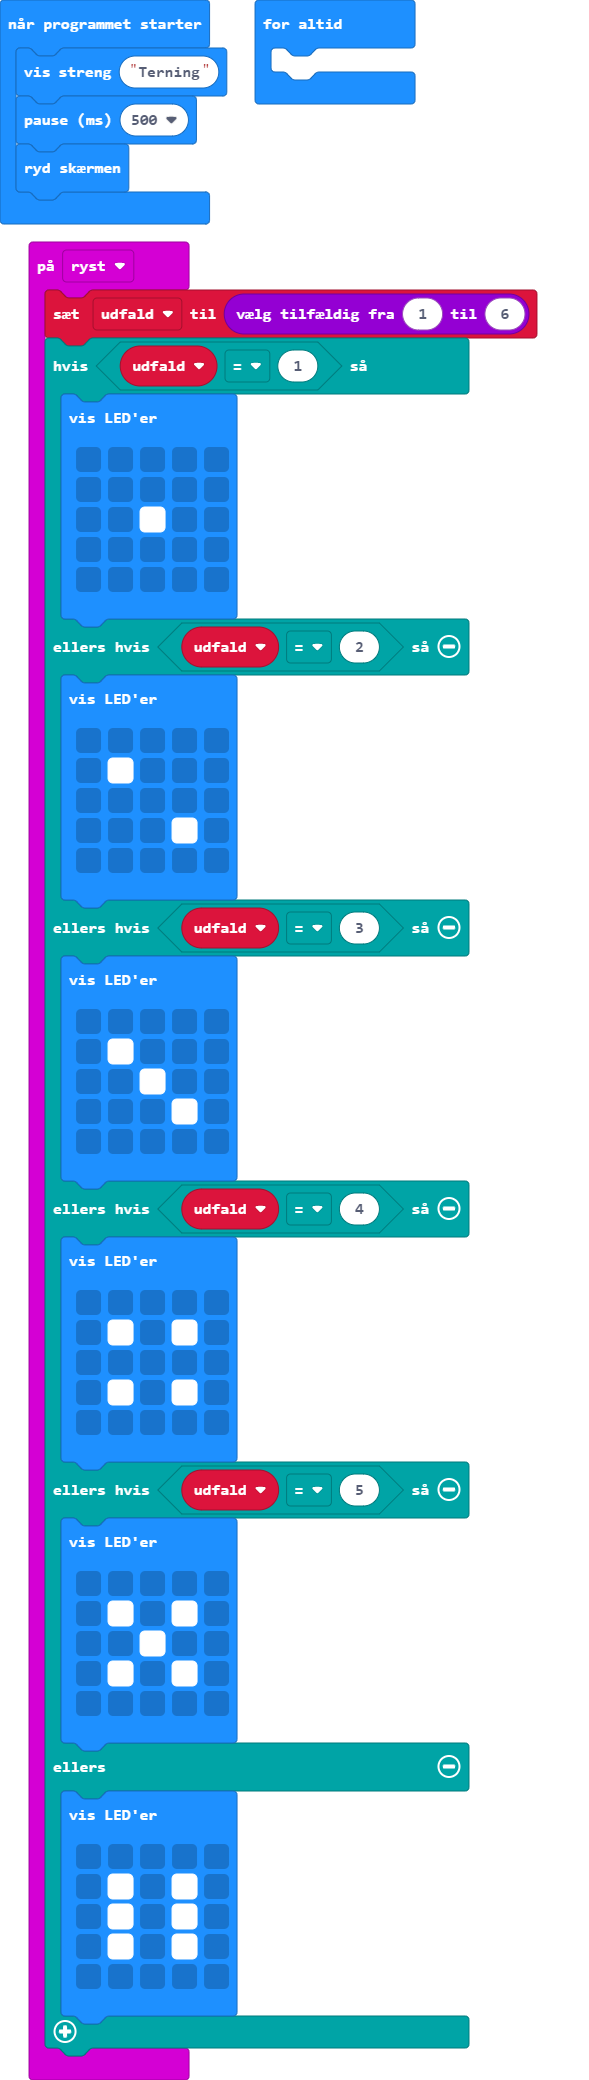 når programmet starter
vis streng "Terning"
pause (ms) 500
ryd skærmen
for altid
på ryst
sæt udfald til vælg tilfældig fra 1 til 6
hvis udfald = 1 så
vis LED'er
ellers hvis udfald = 2 så
vis LED'er
ellers hvis udfald = 3 så
vis LED'er
ellers hvis udfald = 4 så
vis LED'er
ellers hvis udfald = 5 så
vis LED'er
ellers
vis LED'er